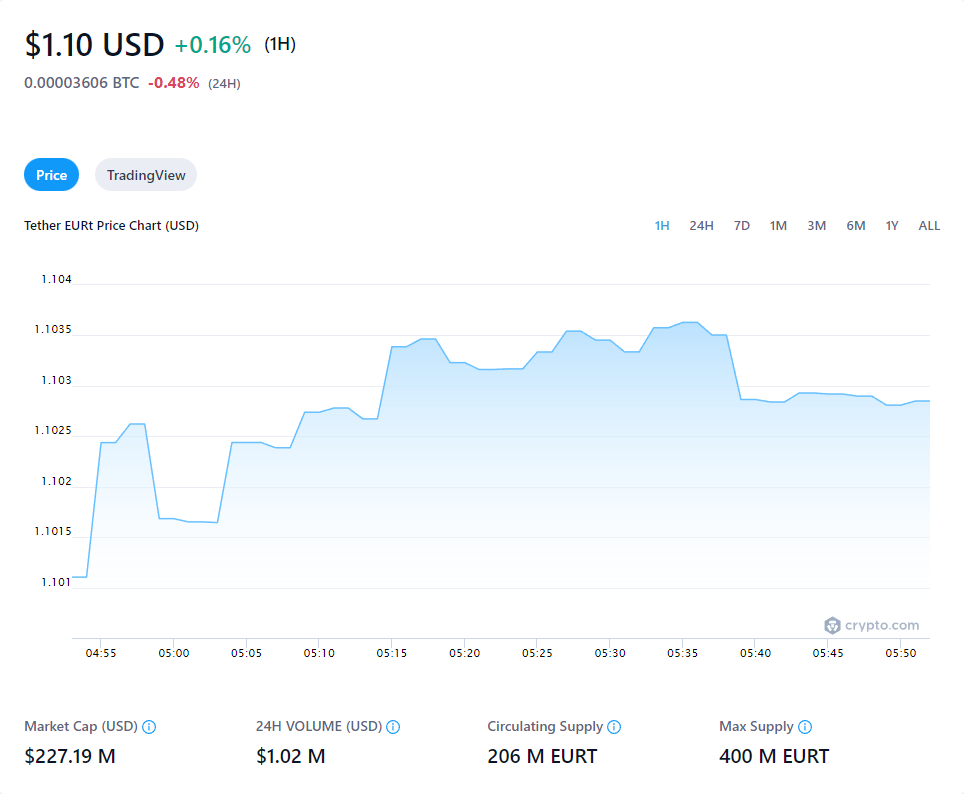 $1.10 USD +0.16% (1H)
0.00003606 BTC -0.48% (24H)
Price TradingView
Tether EURt Price Chart (USD) 1H 24H 7D 1M 3M 6M 1Y ALL
1.104
1.1035
1.103
1.1025
1.102
1.1015
1.101
crypto.com
04:55 05:00 05:05 05:10 05:15 05:20 05:25 05:30 05:35 05:40 05:45 05:50
Market Cap (USD) 24H VOLUME (USD) Circulating Supply Max Supply
$227.19 M $1.02 M 206 M EURT 400 M EURT